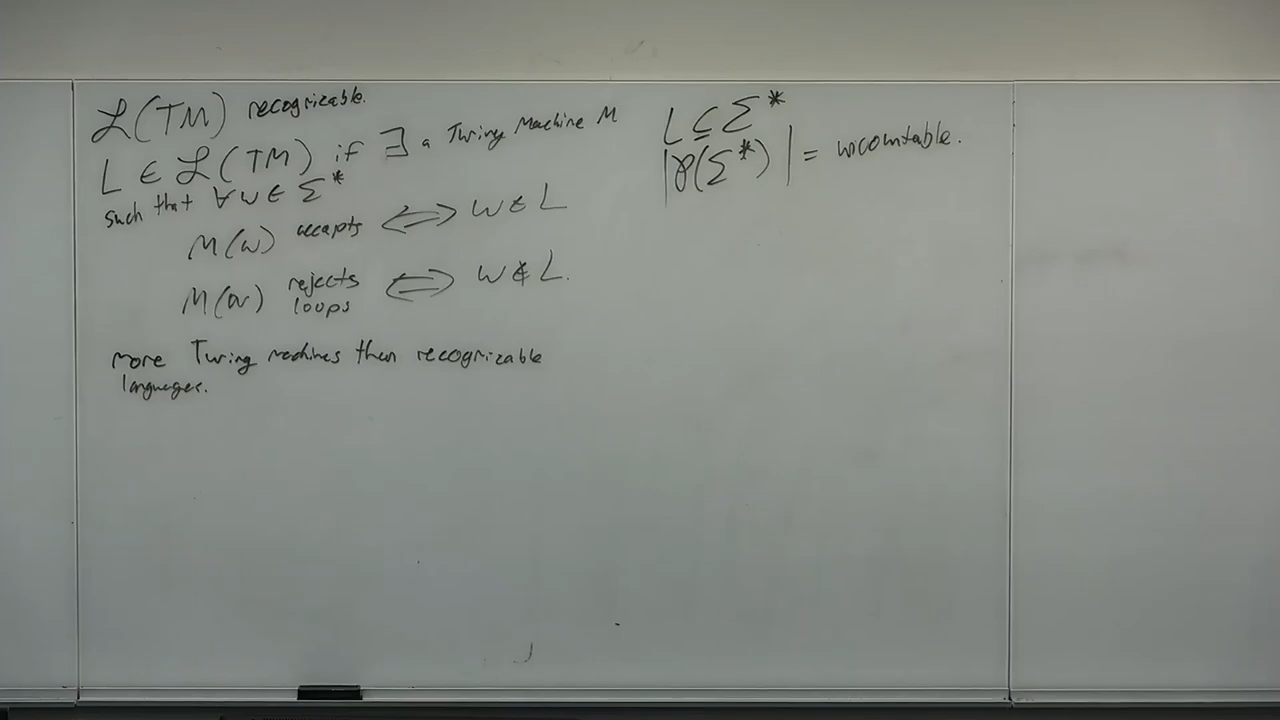 ℒ(TM) recognizable.
L ∈ ℒ(TM) if ∃ a Turing Machine M
such that ∀ w ∈ Σ*
M(w) accepts ⟺ w ∈ L
M(w) rejects ⟺ w ∉ L.
loops
more Turing machines than recognizable
languages.
L ⊆ Σ*
|𝒫(Σ*)| = uncountable.